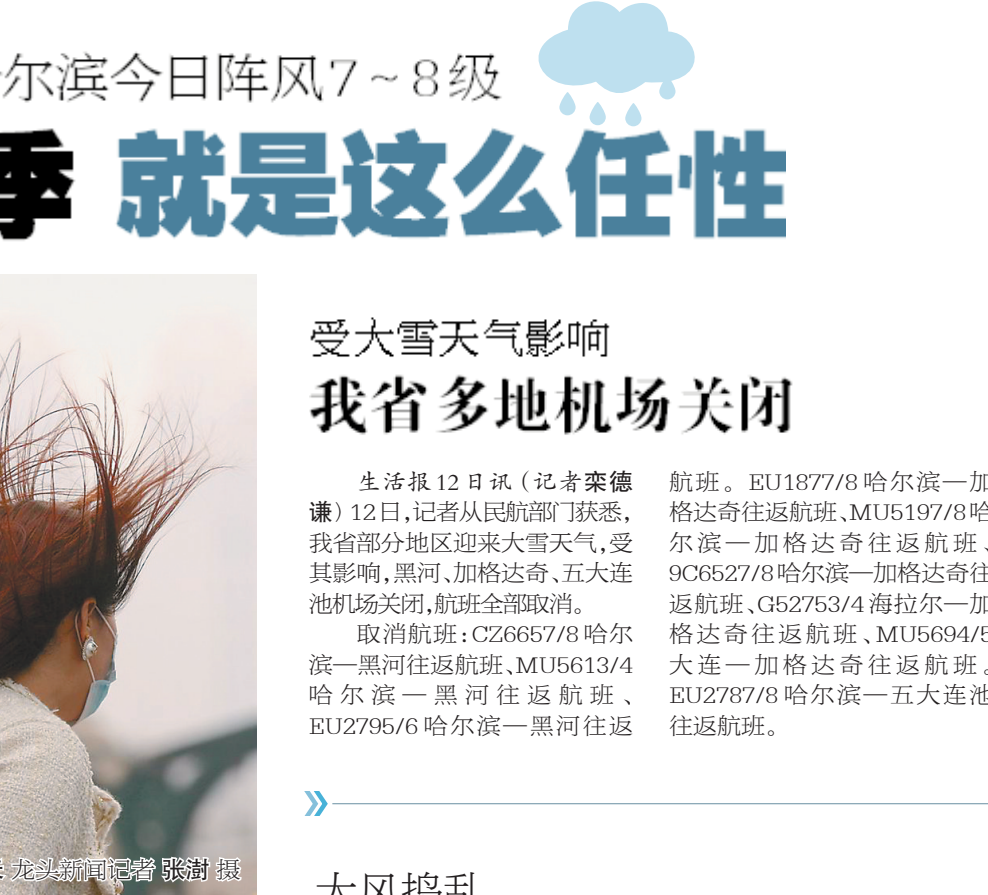 尔滨今日阵风7～8级
季 就是这么任性
受大雪天气影响
我省多地机场关闭
生活报12日讯（记者栾德
谦）12日，记者从民航部门获悉，
我省部分地区迎来大雪天气，受
其影响，黑河、加格达奇、五大连
池机场关闭，航班全部取消。
取消航班：CZ6657/8哈尔
滨—黑河往返航班、MU5613/4
哈尔滨—黑河往返航班、
EU2795/6哈尔滨—黑河往返
航班。EU1877/8哈尔滨—加
格达奇往返航班、MU5197/8哈
尔滨—加格达奇往返航班、
9C6527/8哈尔滨—加格达奇往
返航班、G52753/4海拉尔—加
格达奇往返航班、MU5694/5
大连—加格达奇往返航班。
EU2787/8哈尔滨—五大连池
往返航班。
龙头新闻记者 张澍 摄
大风捣乱